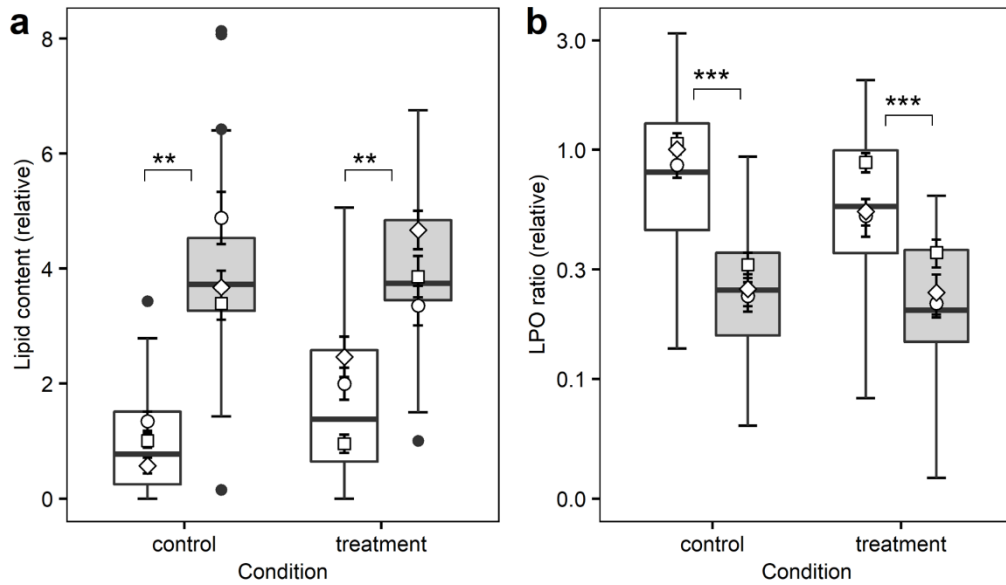 a
8
6
4
2
0
Lipid content (relative)
**
**
control
treatment
Condition
b
3.0
1.0
0.3
0.1
0.0
LPO ratio (relative)
***
***
control
treatment
Condition